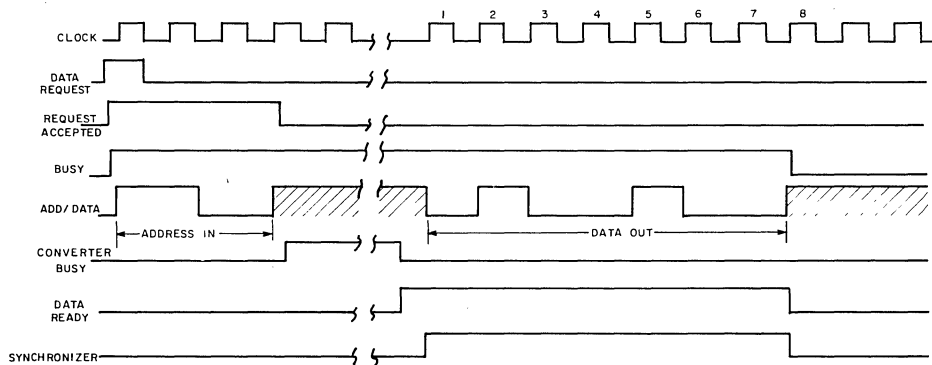 1 2 3 4 5 6 7 8
CLOCK
DATA
REQUEST
REQUEST
ACCEPTED
BUSY
ADD/DATA
ADDRESS IN
DATA OUT
CONVERTER
BUSY
DATA
READY
SYNCHRONIZER